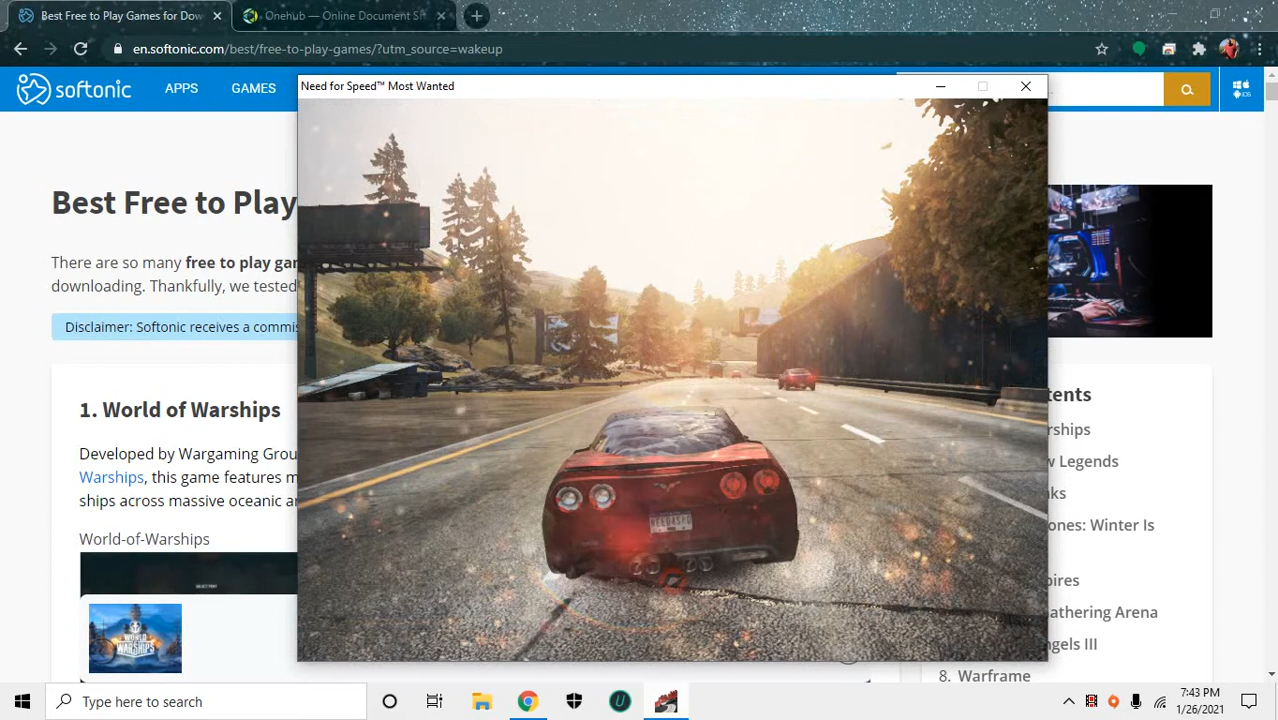 Best Free to Play Games for Dow
Onehub — Online Document Sh
en.softonic.com/best/free-to-play-games/?utm_source=wakeup
softonic
APPS
GAMES
Need for Speed™ Most Wanted
Best Free to Play
There are so many free to play gam
downloading. Thankfully, we tested
Disclaimer: Softonic receives a commis
1. World of Warships
Developed by Wargaming Grou
Warships, this game features m
ships across massive oceanic ar
World-of-Warships
WORLD
WARSHIPS
tents
rships
w Legends
nks
ones: Winter Is
pires
athering Arena
ngels III
8. Warframe
Type here to search
7:43 PM
1/26/2021